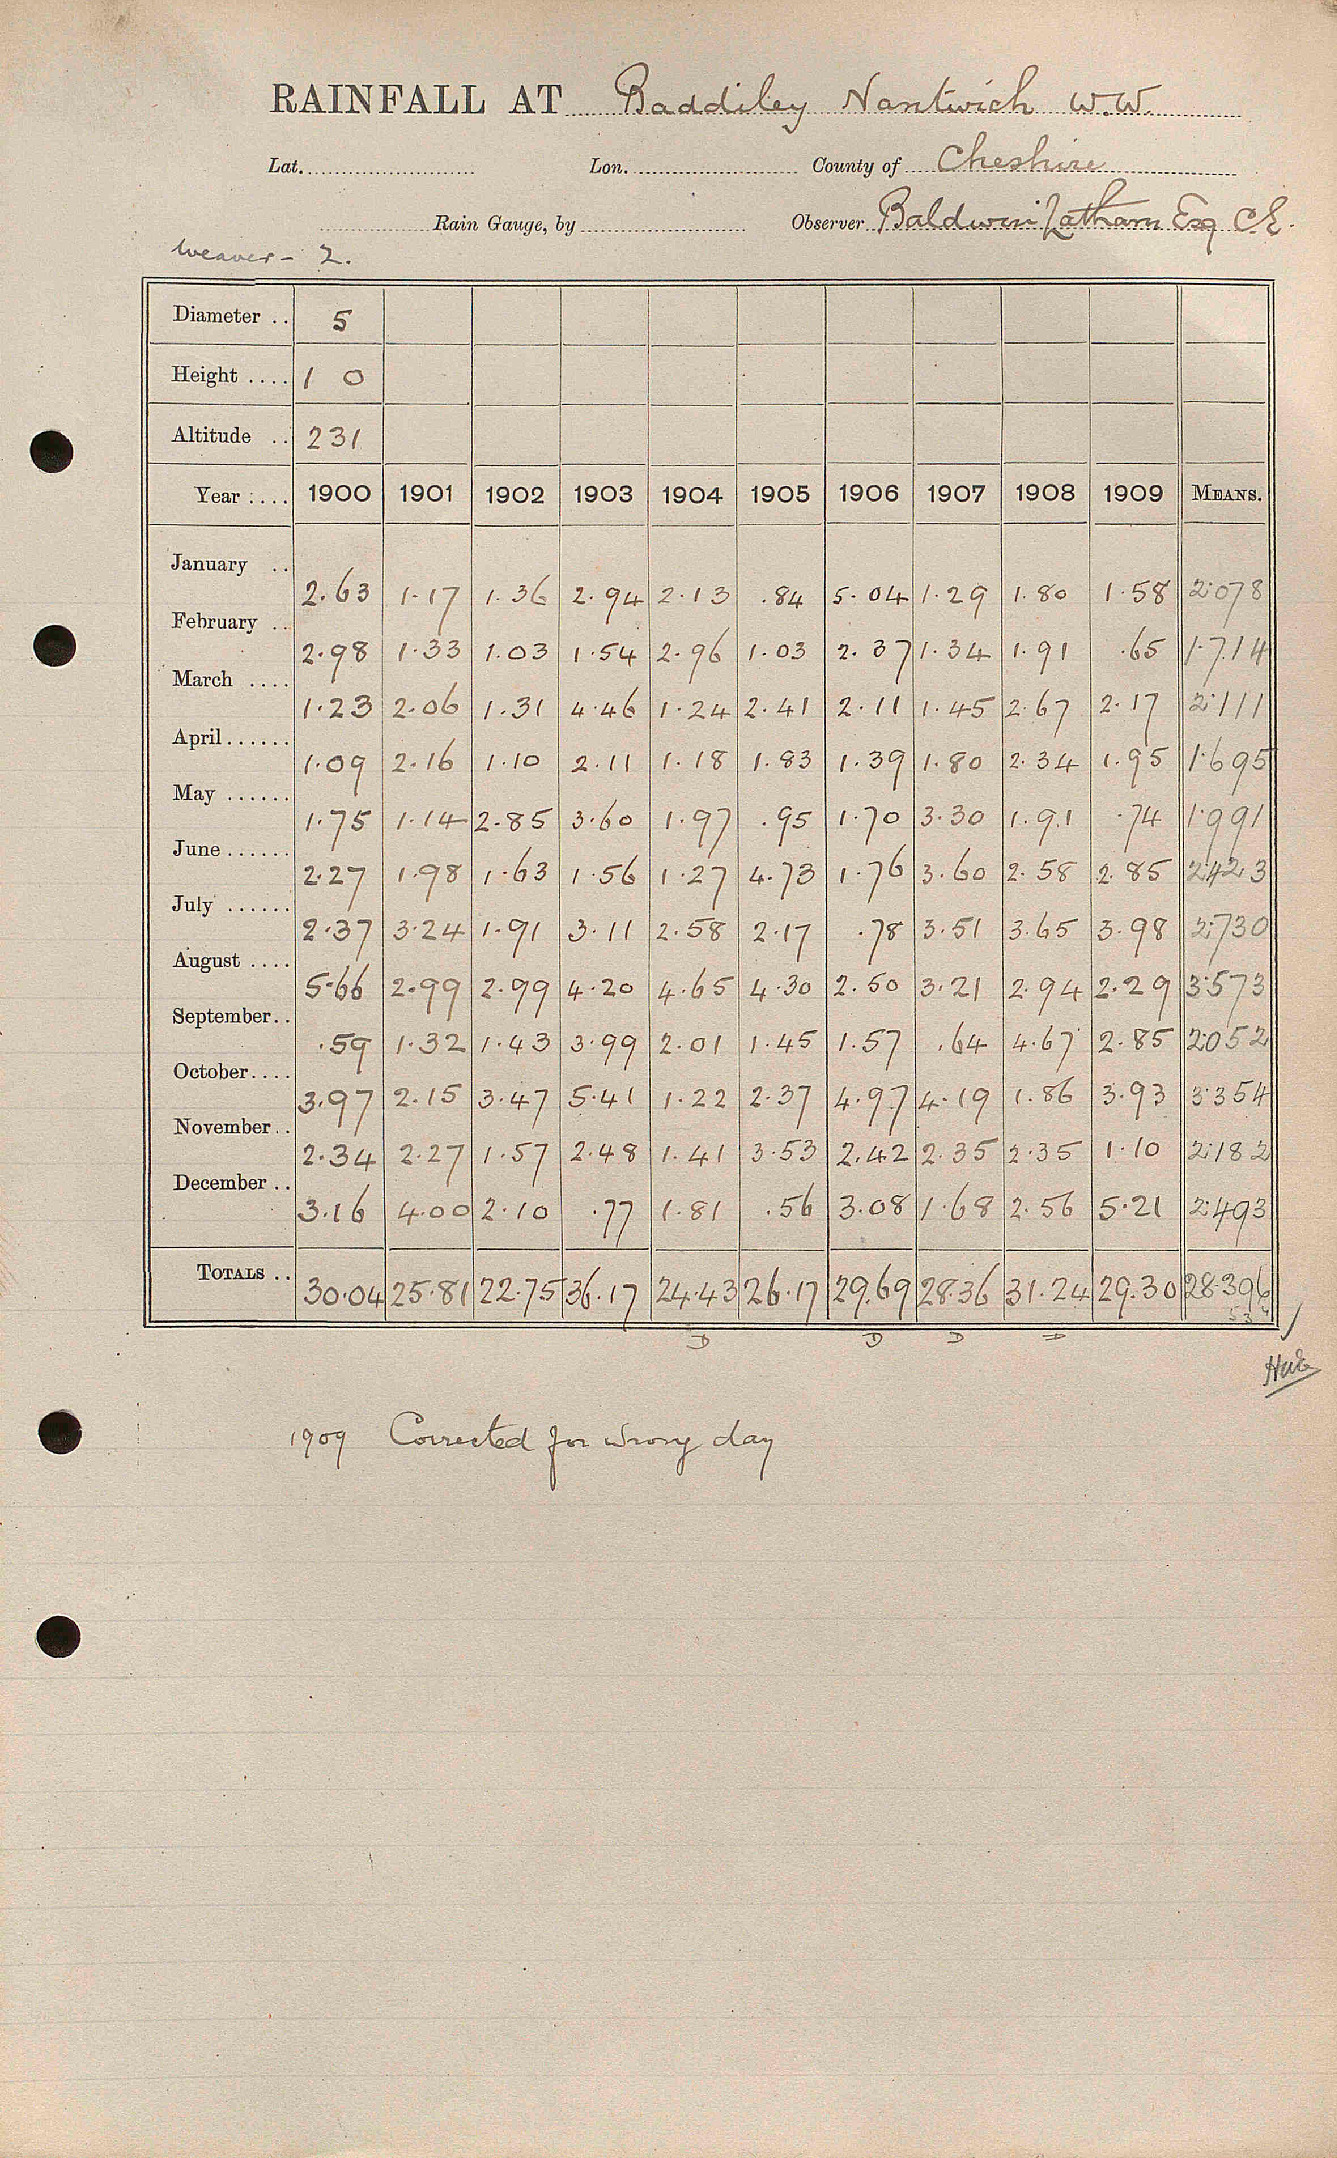 RAINFALL AT Baddiley Nantwich W.W.
Lat. Lon. County of Cheshire
Rain Gauge, by Observer Baldwin Latham Esq C.E.
Weaver - 2.
Diameter .. 5
Height .... 1 0
Altitude .. 231
Year .... 1900 1901 1902 1903 1904 1905 1906 1907 1908 1909 MEANS.
January .. 2.63 1.17 1.36 2.94 2.13 .84 5.04 1.29 1.80 1.58 2.078
February .. 2.98 1.33 1.03 1.54 2.96 1.03 2.37 1.34 1.91 .65 1.714
March .... 1.23 2.06 1.31 4.46 1.24 2.41 2.11 1.45 2.67 2.17 2.111
April ...... 1.09 2.16 1.10 2.11 1.18 1.83 1.39 1.80 2.34 1.95 1.695
May ...... 1.75 1.14 2.85 3.60 1.97 .95 1.70 3.30 1.91 .74 1.991
June ...... 2.27 1.98 1.63 1.56 1.27 4.73 1.76 3.60 2.58 2.85 2.423
July ...... 2.37 3.24 1.91 3.11 2.58 2.17 .78 3.51 3.65 3.98 2.730
August .... 5.66 2.99 2.99 4.20 4.65 4.30 2.50 3.21 2.94 2.29 3.573
September .. .59 1.32 1.43 3.99 2.01 1.45 1.57 .64 4.67 2.85 2.052
October .... 3.97 2.15 3.47 5.41 1.22 2.37 4.97 4.19 1.86 3.93 3.354
November .. 2.34 2.27 1.57 2.48 1.41 3.53 2.42 2.35 2.35 1.10 2.182
December .. 3.16 4.00 2.10 .77 1.81 .56 3.08 1.68 2.56 5.21 2.493
TOTALS .. 30.04 25.81 22.75 36.17 24.43 26.17 29.69 28.36 31.24 29.30 28.396
D D D D
1909 Corrected for wrong day